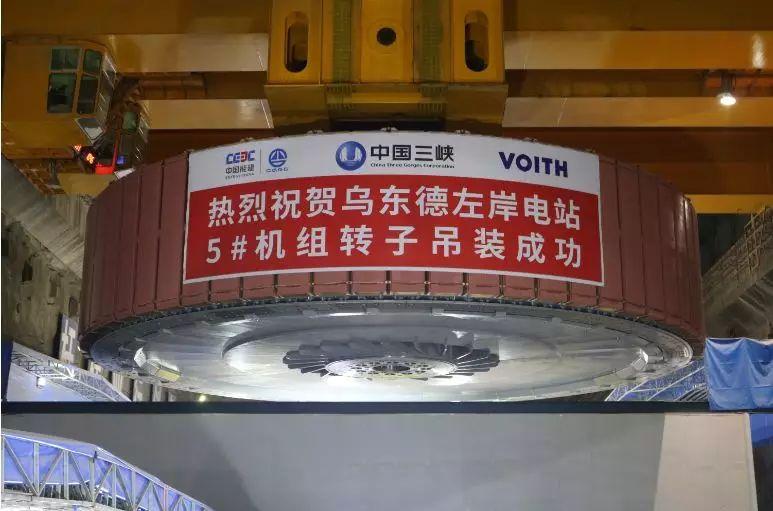 CEEC
中国能建
中国三峡
China Three Gorges Corporation
VOITH
热烈祝贺乌东德左岸电站
5#机组转子吊装成功